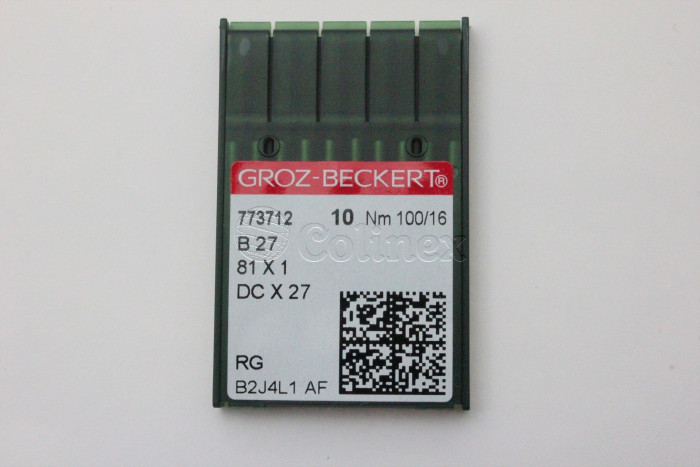 GROZ-BECKERT®
773712 10 Nm 100/16
Colinex
B 27
81 X 1
DC X 27
RG
B2J4L1 AF